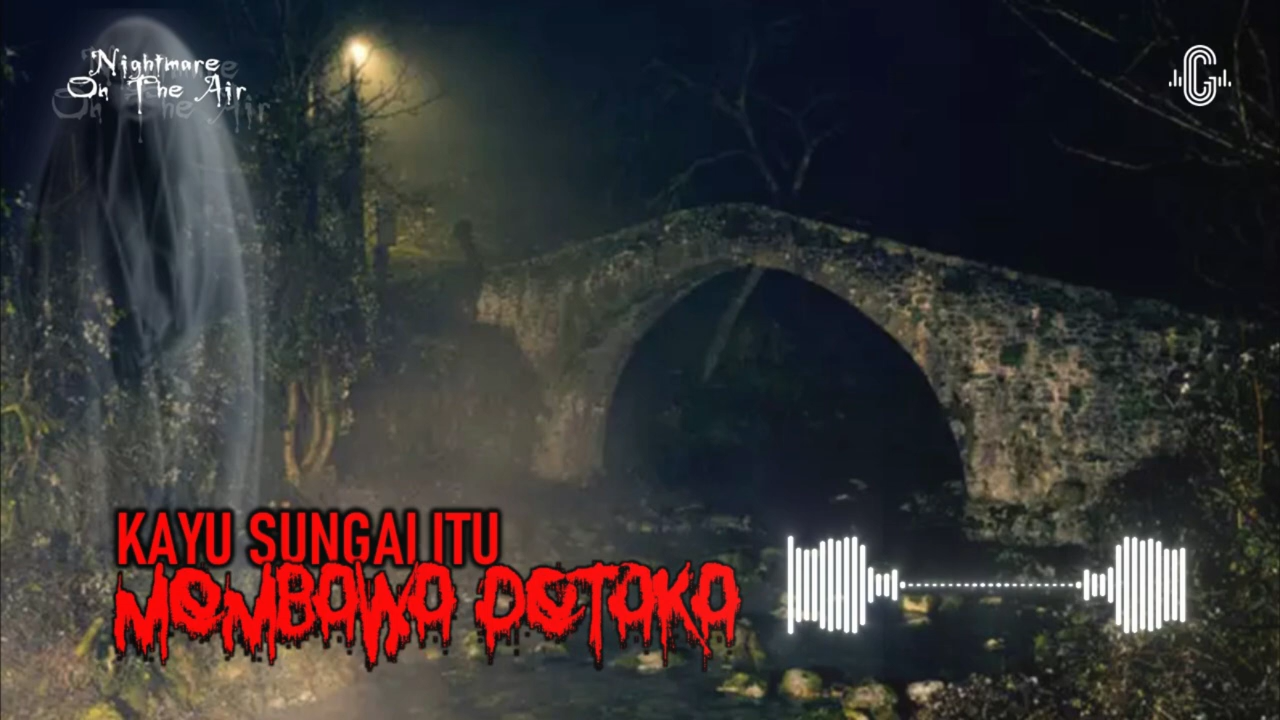 Nightmare
On The Air
G
KAYU SUNGAI ITU
MEMBAWA PETAKA